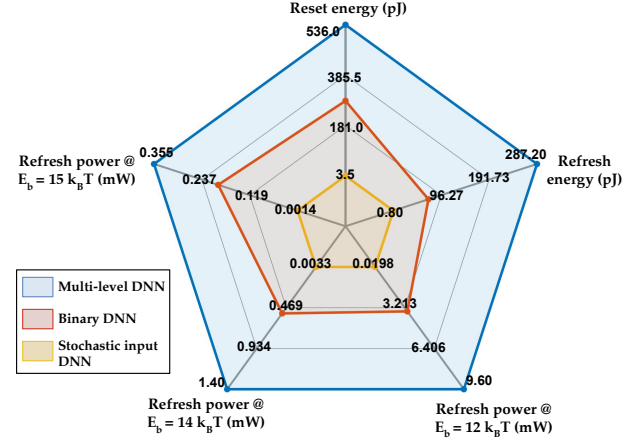 Reset energy (pJ)
536.0
385.5
181.0
3.5
0.355
0.237
0.119
0.0014
Refresh power @
E_b = 15 k_BT (mW)
287.20
191.73
96.27
0.80
Refresh
energy (pJ)
0.0033
0.469
0.934
1.40
0.0198
3.213
6.406
9.60
Multi-level DNN
Binary DNN
Stochastic input
DNN
Refresh power @
E_b = 14 k_BT (mW)
Refresh power @
E_b = 12 k_BT (mW)